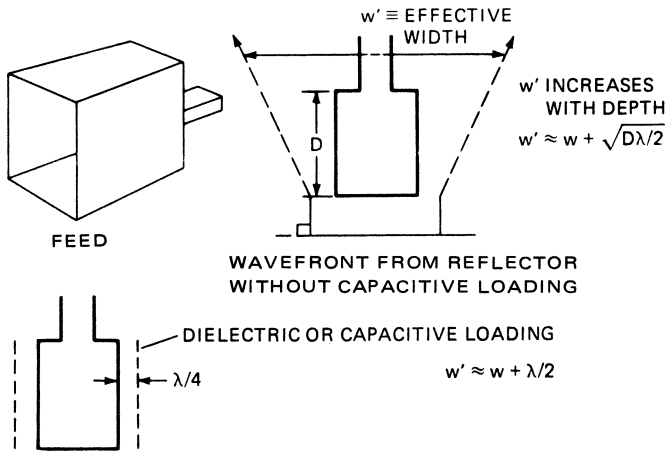 w' ≡ EFFECTIVE
WIDTH
w' INCREASES
WITH DEPTH
w' ≈ w + √Dλ/2
D
FEED
WAVEFRONT FROM REFLECTOR
WITHOUT CAPACITIVE LOADING
DIELECTRIC OR CAPACITIVE LOADING
λ/4
w' ≈ w + λ/2